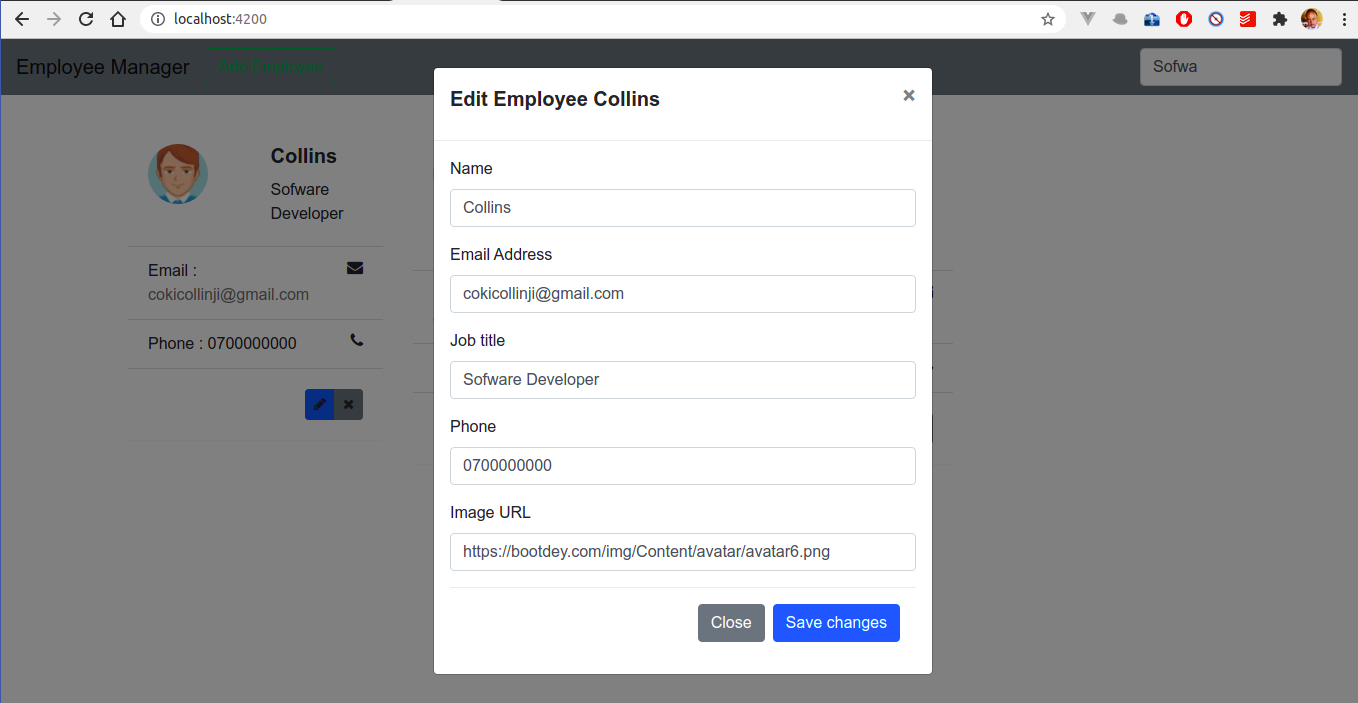 localhost:4200
Employee Manager
Add Employee
Sofwa
Collins
Sofware
Developer
Email :
cokicollinji@gmail.com
Phone : 0700000000
Edit Employee Collins
×
Name
Collins
Email Address
cokicollinji@gmail.com
Job title
Sofware Developer
Phone
0700000000
Image URL
https://bootdey.com/img/Content/avatar/avatar6.png
Close
Save changes